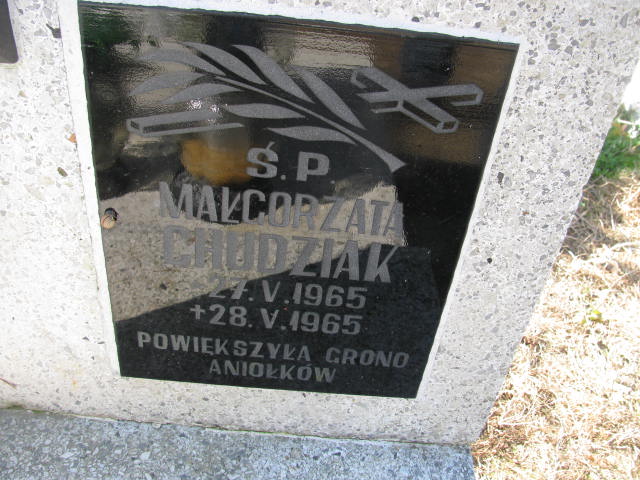 Ś.P.
MAŁGORZATA
CHUDZIAK
27.V.1965
+28.V.1965
POWIĘKSZYŁA GRONO
ANIOŁKÓW